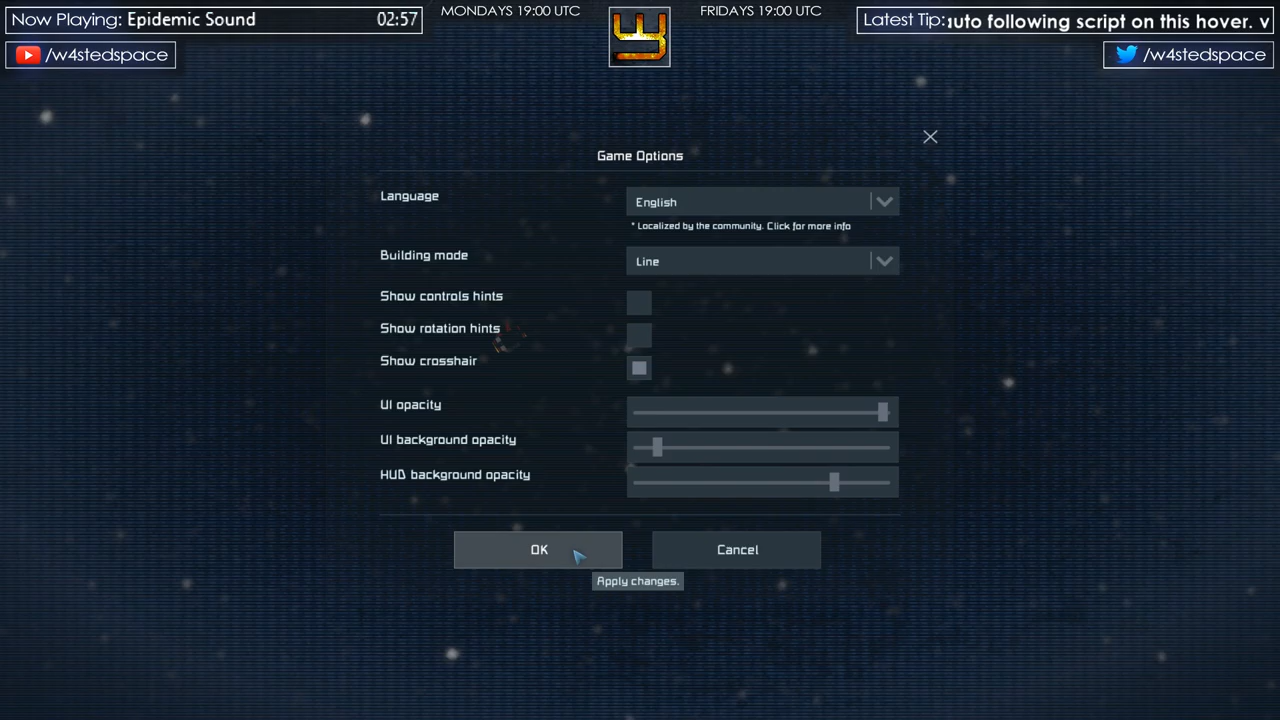 Now Playing: Epidemic Sound 02:57
MONDAYS 19:00 UTC
FRIDAYS 19:00 UTC
Latest Tip: following script on this hover. v
/w4stedspace
/w4stedspace
Game Options
Language
English
* Localized by the community. Click for more info
Building mode
Line
Show controls hints
Show rotation hints
Show crosshair
UI opacity
UI background opacity
HUD background opacity
OK
Cancel
Apply changes.